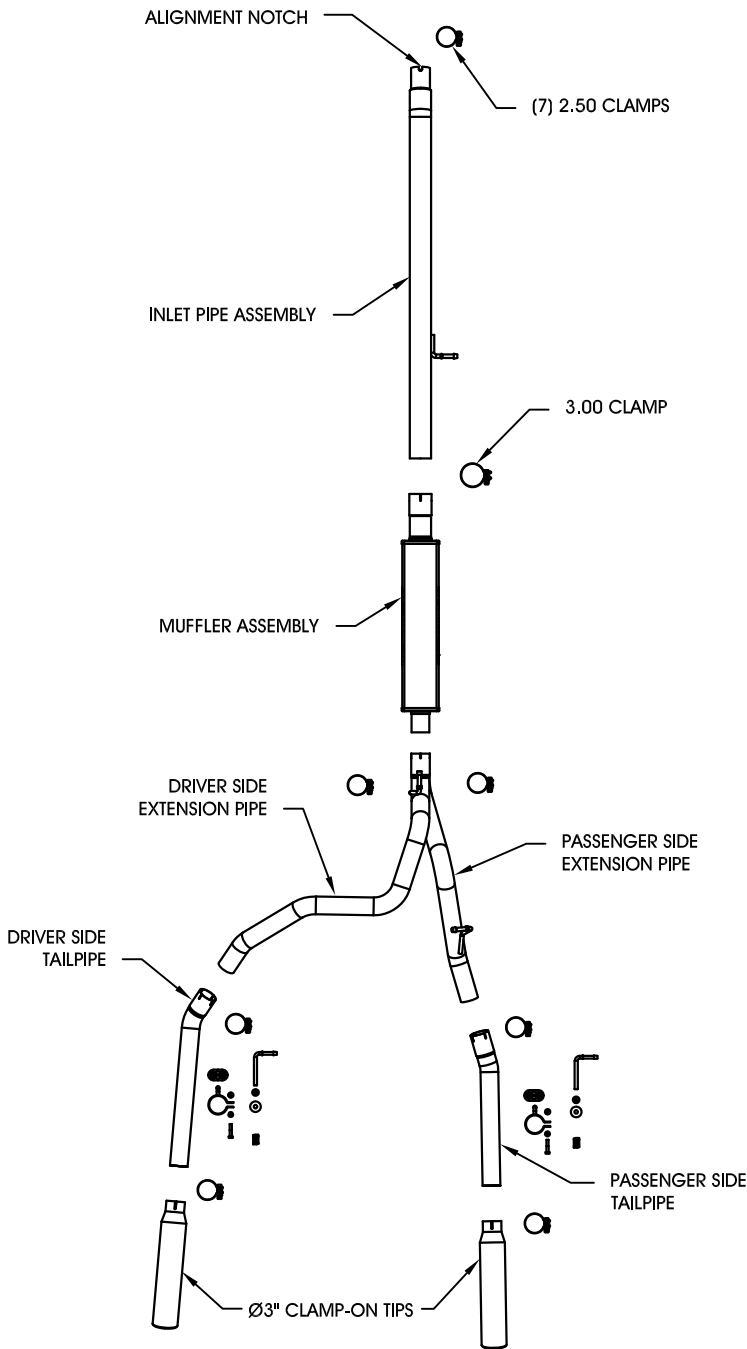 ALIGNMENT NOTCH
(7) 2.50 CLAMPS
INLET PIPE ASSEMBLY
3.00 CLAMP
MUFFLER ASSEMBLY
DRIVER SIDE
EXTENSION PIPE
PASSENGER SIDE
EXTENSION PIPE
DRIVER SIDE
TAILPIPE
PASSENGER SIDE
TAILPIPE
Ø3" CLAMP-ON TIPS